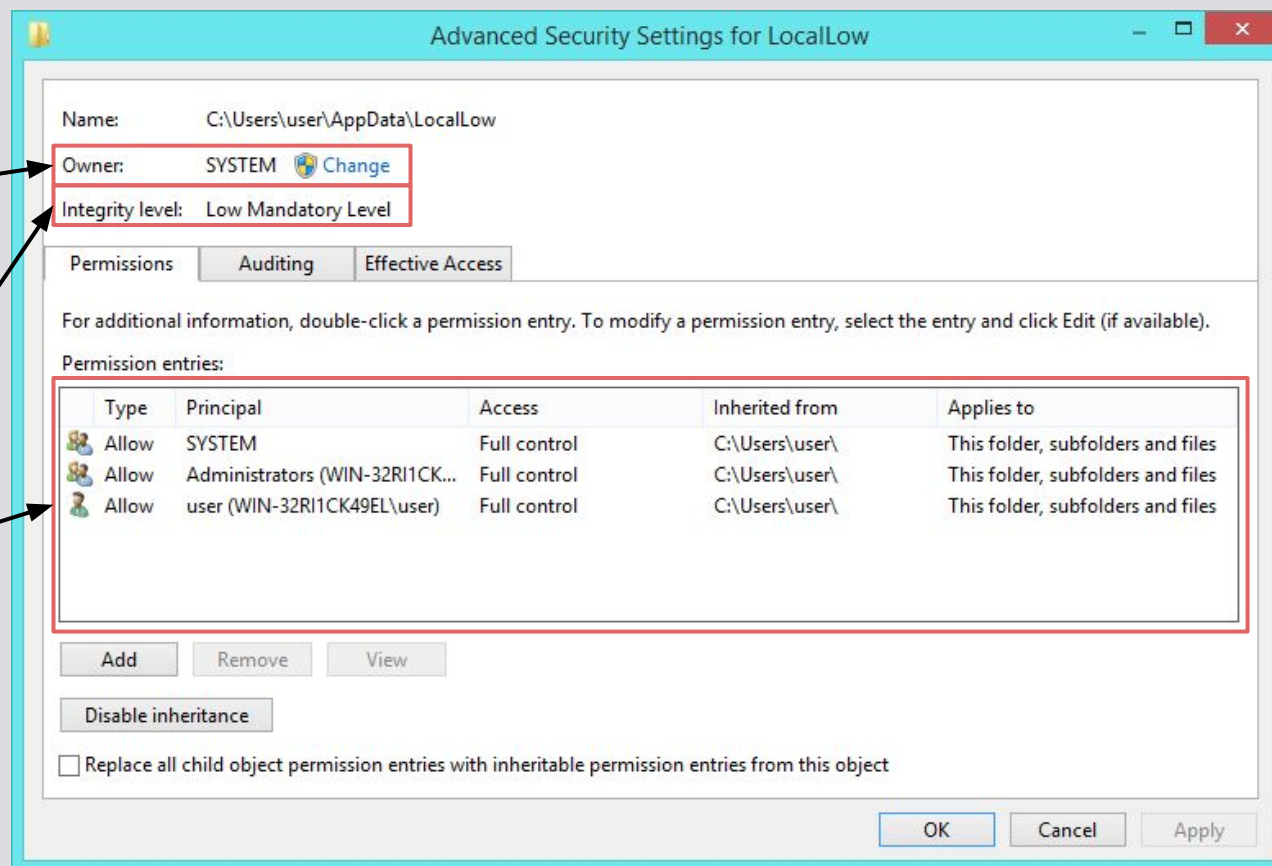 Advanced Security Settings for LocalLow
Name: C:\Users\user\AppData\LocalLow
Owner: SYSTEM Change
Integrity level: Low Mandatory Level
Permissions Auditing Effective Access
For additional information, double-click a permission entry. To modify a permission entry, select the entry and click Edit (if available).
Permission entries:
Type Principal Access Inherited from Applies to
Allow SYSTEM Full control C:\Users\user\ This folder, subfolders and files
Allow Administrators (WIN-32RI1CK... Full control C:\Users\user\ This folder, subfolders and files
Allow user (WIN-32RI1CK49EL\user) Full control C:\Users\user\ This folder, subfolders and files
Add Remove View
Disable inheritance
Replace all child object permission entries with inheritable permission entries from this object
OK Cancel Apply